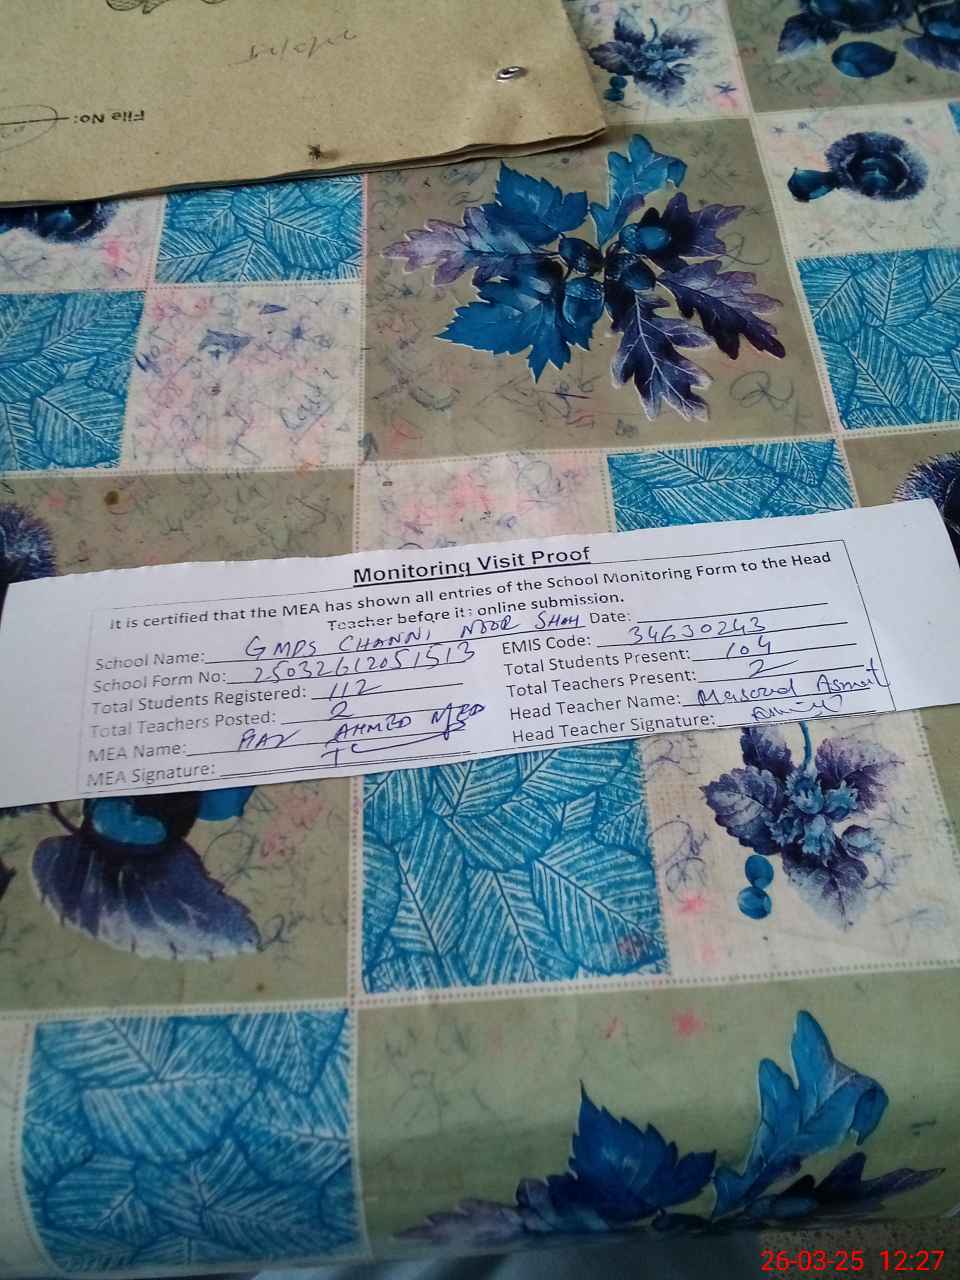 File No:
Monitoring Visit Proof
It is certified that the MEA has shown all entries of the School Monitoring Form to the Head
Teacher before it's online submission.
School Name: GMPS CHANNI NOOR SHAH Date:
School Form No: 25032612051513 EMIS Code: 34630243
Total Students Registered: 112 Total Students Present: 104
Total Teachers Posted: 2 Total Teachers Present: 2
MEA Name: AHMED Head Teacher Name: Masood
MEA Signature: Head Teacher Signature:
26-03-25 12:27